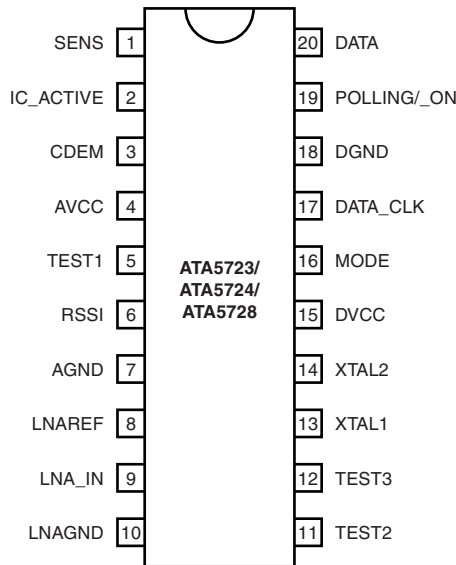 SENS 1 20 DATA
IC_ACTIVE 2 19 POLLING/_ON
CDEM 3 18 DGND
AVCC 4 17 DATA_CLK
TEST1 5 16 MODE
ATA5723/
ATA5724/
ATA5728
RSSI 6 15 DVCC
AGND 7 14 XTAL2
LNAREF 8 13 XTAL1
LNA_IN 9 12 TEST3
LNAGND 10 11 TEST2